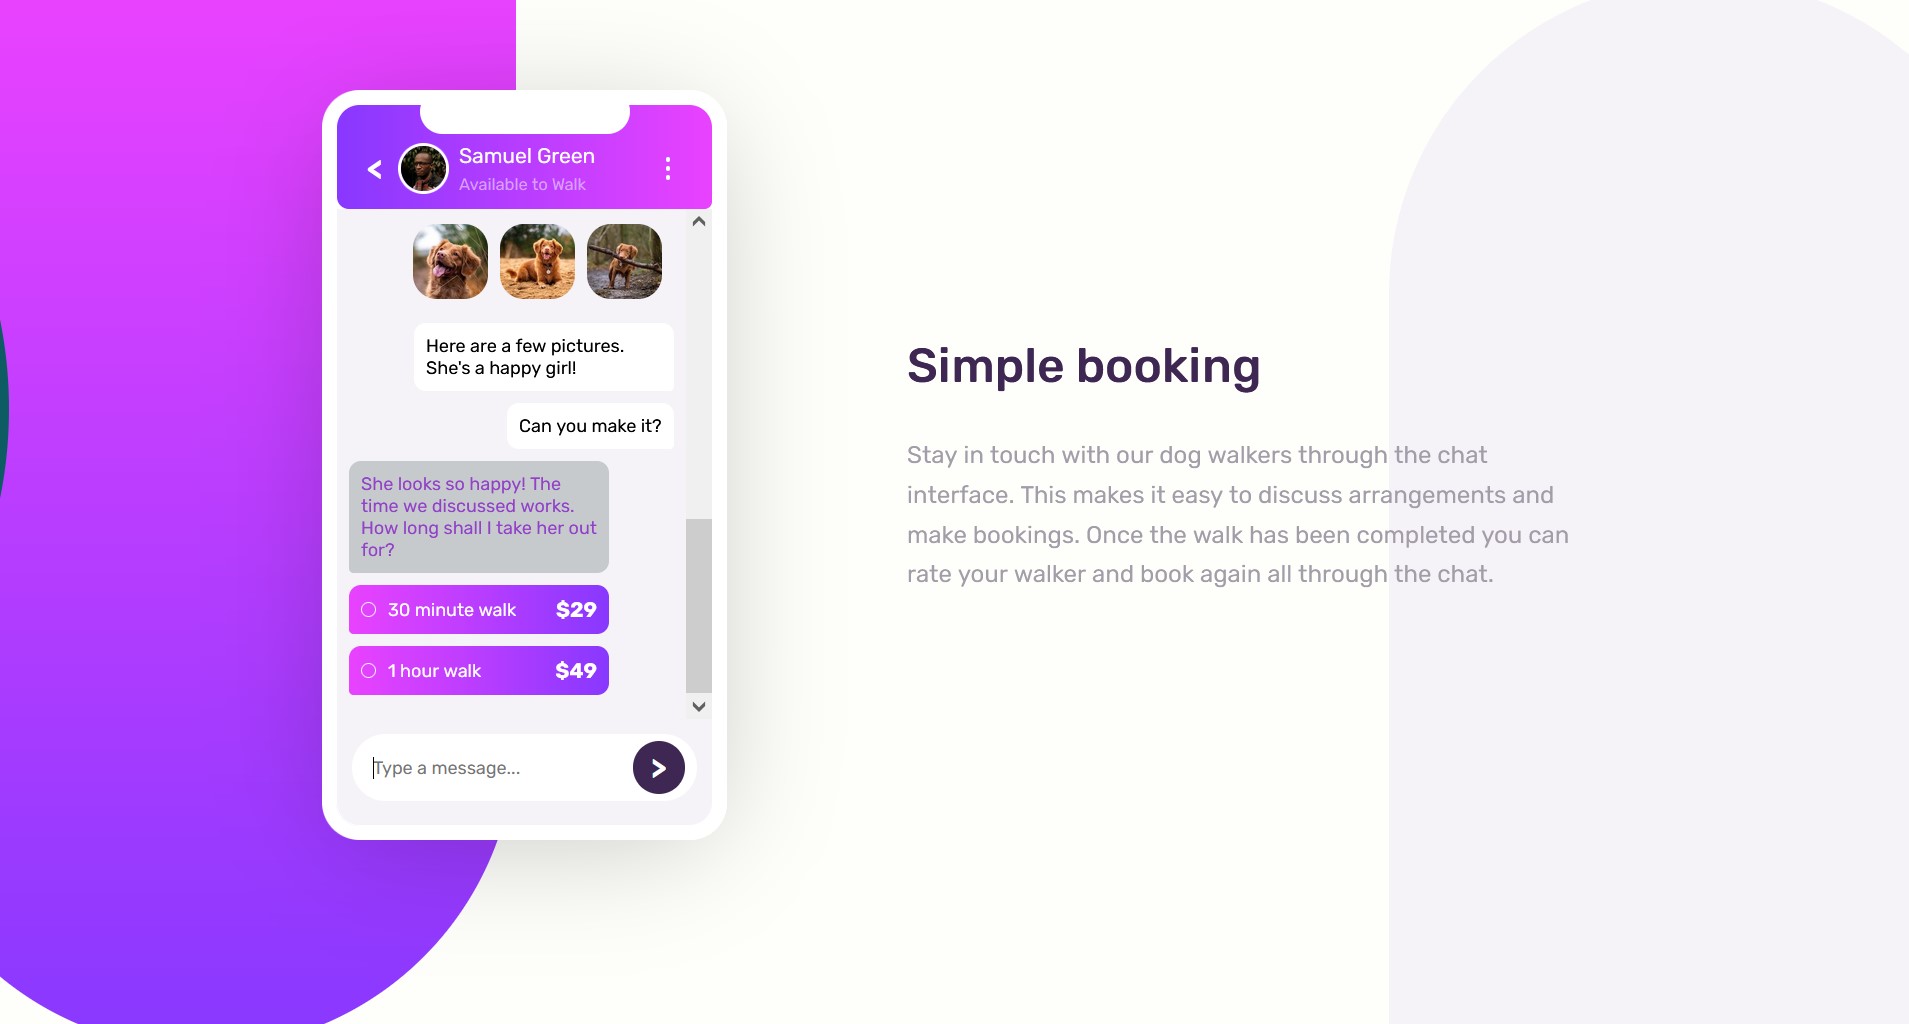 Samuel Green
Available to Walk
Here are a few pictures.
She's a happy girl!
Can you make it?
She looks so happy! The
time we discussed works.
How long shall I take her out
for?
30 minute walk $29
1 hour walk $49
Type a message...
Simple booking
Stay in touch with our dog walkers through the chat
interface. This makes it easy to discuss arrangements and
make bookings. Once the walk has been completed you can
rate your walker and book again all through the chat.